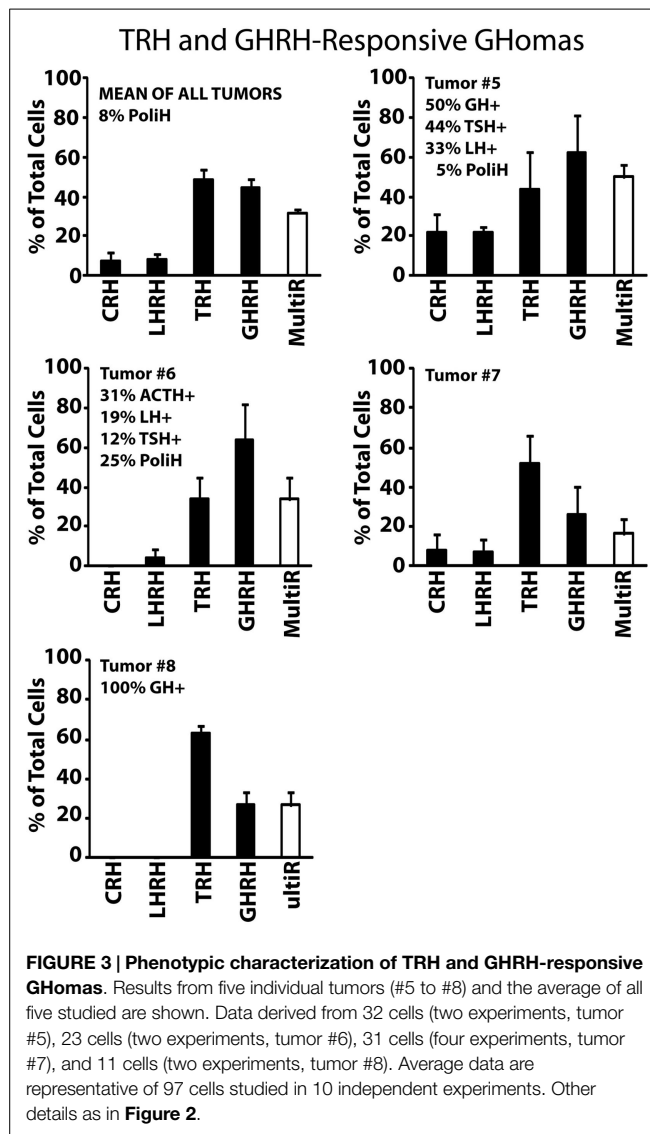 TRH and GHRH-Responsive GHomas
% of Total Cells
100
80
60
40
20
0
MEAN OF ALL TUMORS
8% PoliH
CRH
LHRH
TRH
GHRH
MultiR
% of Total Cells
100
80
60
40
20
0
Tumor #5
50% GH+
44% TSH+
33% LH+
5% PoliH
CRH
LHRH
TRH
GHRH
MultiR
% of Total Cells
100
80
60
40
20
0
Tumor #6
31% ACTH+
19% LH+
12% TSH+
25% PoliH
CRH
LHRH
TRH
GHRH
MultiR
% of Total Cells
100
80
60
40
20
0
Tumor #7
CRH
LHRH
TRH
GHRH
MultiR
% of Total Cells
100
80
60
40
20
0
Tumor #8
100% GH+
CRH
LHRH
TRH
GHRH
ultiR
FIGURE 3 | Phenotypic characterization of TRH and GHRH-responsive
GHomas. Results from five individual tumors (#5 to #8) and the average of all
five studied are shown. Data derived from 32 cells (two experiments, tumor
#5), 23 cells (two experiments, tumor #6), 31 cells (four experiments, tumor
#7), and 11 cells (two experiments, tumor #8). Average data are
representative of 97 cells studied in 10 independent experiments. Other
details as in Figure 2.